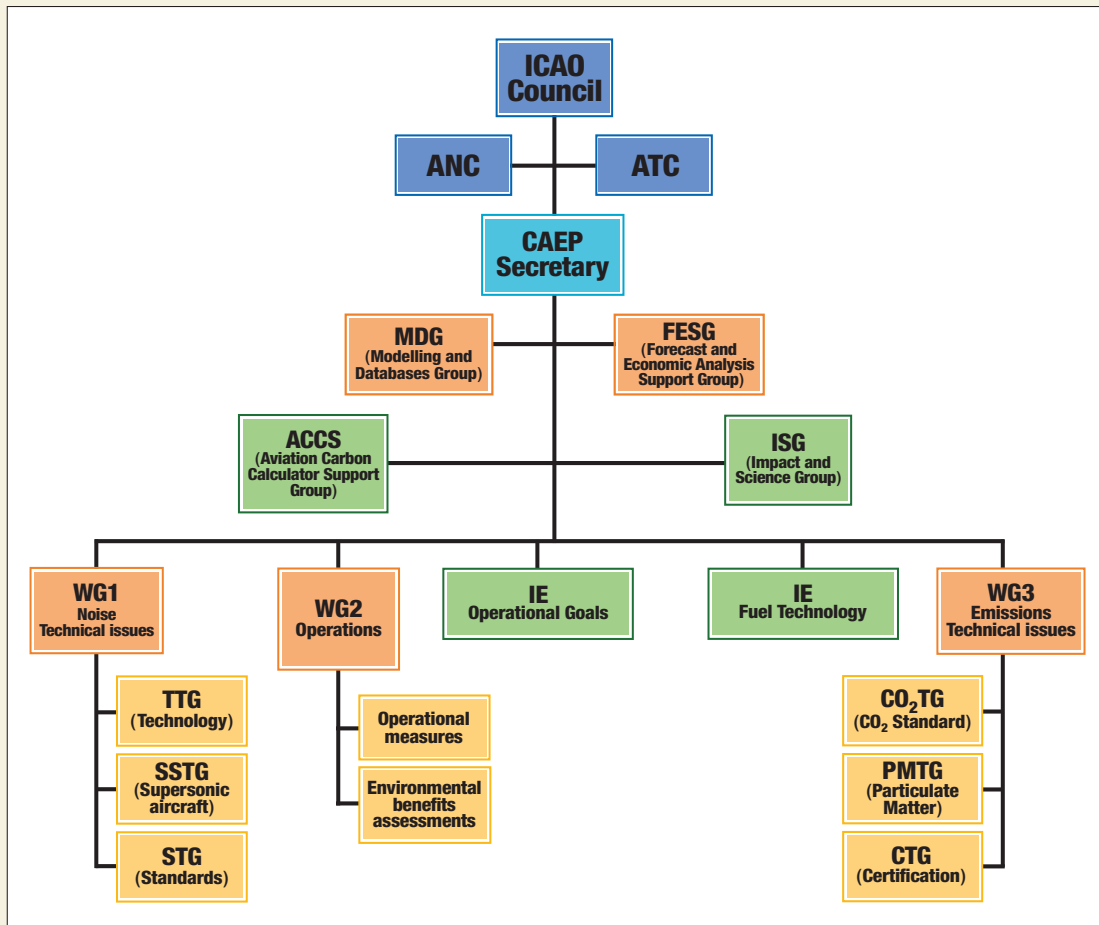 ICAO
Council
ANC
ATC
CAEP
Secretary
MDG
(Modelling and
Databases Group)
FESG
(Forecast and
Economic Analysis
Support Group)
ACCS
(Aviation Carbon
Calculator Support
Group)
ISG
(Impact and
Science Group)
WG1
Noise
Technical issues
WG2
Operations
IE
Operational Goals
IE
Fuel Technology
WG3
Emissions
Technical issues
TTG
(Technology)
SSTG
(Supersonic
aircraft)
STG
(Standards)
Operational
measures
Environmental
benefits
assessments
CO₂TG
(CO₂ Standard)
PMTG
(Particulate
Matter)
CTG
(Certification)